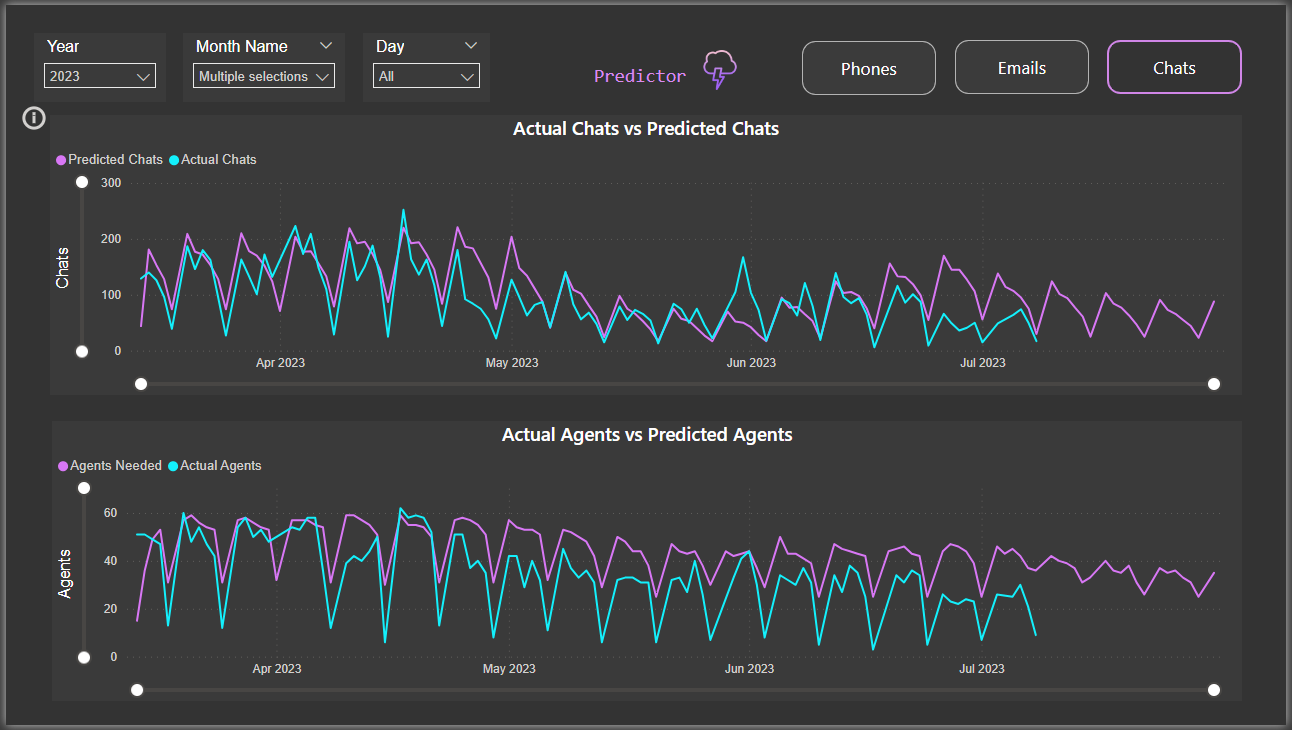 Year
Month Name
Day
2023
Multiple selections
All
Predictor
Phones
Emails
Chats
Actual Chats vs Predicted Chats
Predicted Chats
Actual Chats
300
200
100
0
Chats
Apr 2023
May 2023
Jun 2023
Jul 2023
Actual Agents vs Predicted Agents
Agents Needed
Actual Agents
60
40
20
0
Agents
Apr 2023
May 2023
Jun 2023
Jul 2023